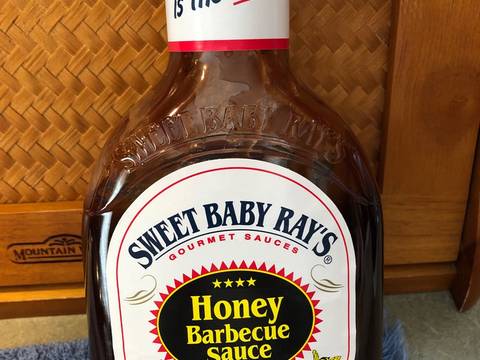 is the
SWEET BABY RAY'S
SWEET BABY RAY'S®
GOURMET SAUCES
Honey
Barbecue
Sauce
MOUNTAIN